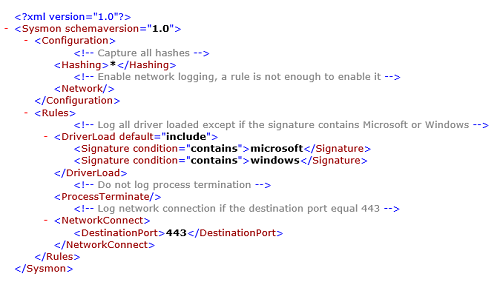 <?xml version="1.0"?>
- <Sysmon schemaversion="1.0">
- <Configuration>
<!-- Capture all hashes -->
<Hashing>*</Hashing>
<!-- Enable network logging, a rule is not enough to enable it -->
<Network/>
</Configuration>
- <Rules>
<!-- Log all driver loaded except if the signature contains Microsoft or Windows -->
- <DriverLoad default="include">
<Signature condition="contains">microsoft</Signature>
<Signature condition="contains">windows</Signature>
</DriverLoad>
<!-- Do not log process termination -->
<ProcessTerminate/>
<!-- Log network connection if the destination port equal 443 -->
- <NetworkConnect>
<DestinationPort>443</DestinationPort>
</NetworkConnect>
</Rules>
</Sysmon>